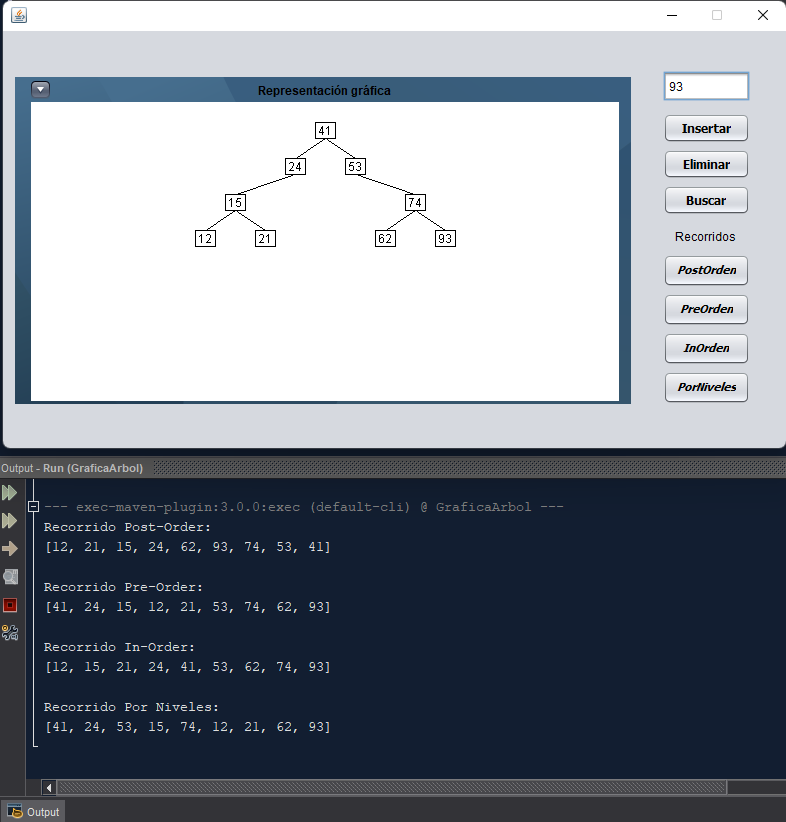 Representación gráfica
93
41
24 53
15 74
12 21 62 93
Insertar
Eliminar
Buscar
Recorridos
PostOrden
PreOrden
InOrden
PorNiveles
Output - Run (GraficaArbol)
--- exec-maven-plugin:3.0.0:exec (default-cli) @ GraficaArbol ---
Recorrido Post-Order:
[12, 21, 15, 24, 62, 93, 74, 53, 41]
Recorrido Pre-Order:
[41, 24, 15, 12, 21, 53, 74, 62, 93]
Recorrido In-Order:
[12, 15, 21, 24, 41, 53, 62, 74, 93]
Recorrido Por Niveles:
[41, 24, 53, 15, 74, 12, 21, 62, 93]
Output